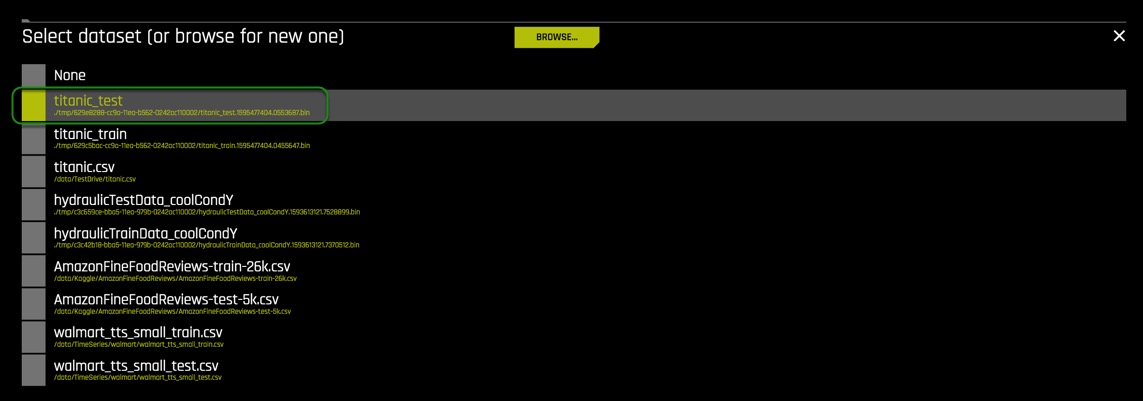 Select dataset (or browse for new one)
BROWSE...
None
titanic_test
./tmp/629e8288-cc9a-11ea-b562-0242ac110002/titanic_test.1595477404.0553687.bin
titanic_train
./tmp/629c5bac-cc9a-11ea-b562-0242ac110002/titanic_train.1595477404.0455647.bin
titanic.csv
/data/TestDrive/titanic.csv
hydraulicTestData_coolCondY
./tmp/c3c659ce-bba5-11ea-979b-0242ac110002/hydraulicTestData_coolCondY.1593613121.7528899.bin
hydraulicTrainData_coolCondY
./tmp/c3c42b18-bba5-11ea-979b-0242ac110002/hydraulicTrainData_coolCondY.1593613121.7370512.bin
AmazonFineFoodReviews-train-26k.csv
/data/Kaggle/AmazonFineFoodReviews/AmazonFineFoodReviews-train-26k.csv
AmazonFineFoodReviews-test-5k.csv
/data/Kaggle/AmazonFineFoodReviews/AmazonFineFoodReviews-test-5k.csv
walmart_tts_small_train.csv
/data/TimeSeries/walmart/walmart_tts_small_train.csv
walmart_tts_small_test.csv
/data/TimeSeries/walmart/walmart_tts_small_test.csv